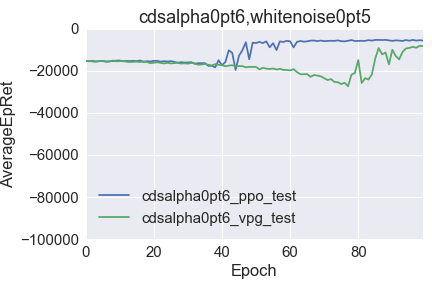 cdsalpha0pt6,whitenoise0pt5
AverageEpRet
0
−20000
−40000
−60000
−80000
−100000
cdsalpha0pt6_ppo_test
cdsalpha0pt6_vpg_test
0 20 40 60 80
Epoch